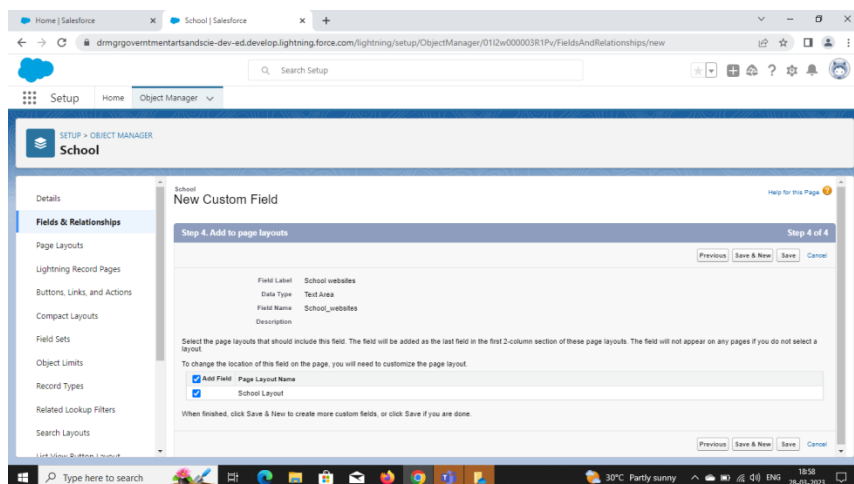 Home | Salesforce
School | Salesforce
drmgrgoverntmentartsandscie-dev-ed.develop.lightning.force.com/lightning/setup/ObjectManager/01I2w000003R1Pv/FieldsAndRelationships/new
Search Setup
Setup
Home
Object Manager
SETUP > OBJECT MANAGER
School
Details
Fields & Relationships
Page Layouts
Lightning Record Pages
Buttons, Links, and Actions
Compact Layouts
Field Sets
Object Limits
Record Types
Related Lookup Filters
Search Layouts
List View Button Layout
School
New Custom Field
Help for this Page
Step 4. Add to page layouts
Step 4 of 4
Previous Save & New Save Cancel
Field Label School websites
Data Type Text Area
Field Name School_websites
Description
Select the page layouts that should include this field. The field will be added as the last field in the first 2-column section of these page layouts. The field will not appear on any pages if you do not select a
layout.
To change the location of this field on the page, you will need to customize the page layout.
Add Field Page Layout Name
School Layout
When finished, click Save & New to create more custom fields, or click Save if you are done.
Previous Save & New Save Cancel
Type here to search
30°C Partly sunny
ENG
18:58
28-03-2023